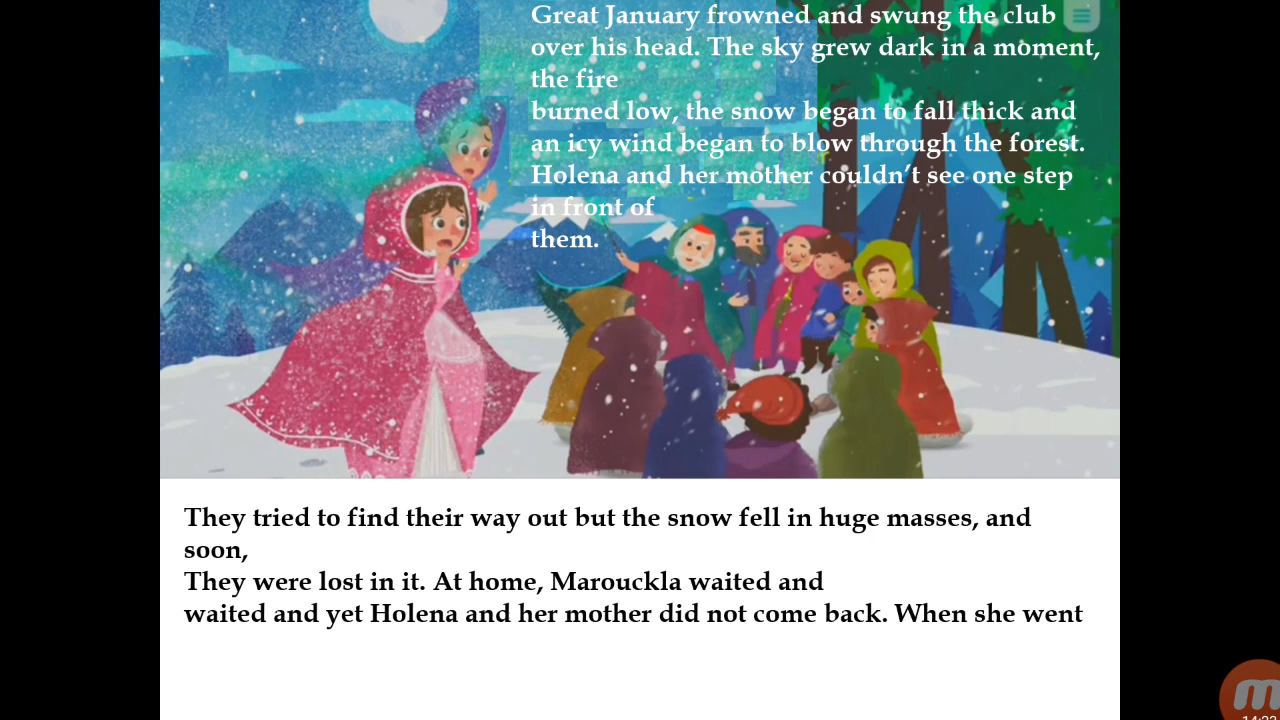 Great January frowned and swung the club
over his head. The sky grew dark in a moment,
the fire
burned low, the snow began to fall thick and
an icy wind began to blow through the forest.
Holena and her mother couldn’t see one step
in front of
them.
They tried to find their way out but the snow fell in huge masses, and
soon,
They were lost in it. At home, Marouckla waited and
waited and yet Holena and her mother did not come back. When she went